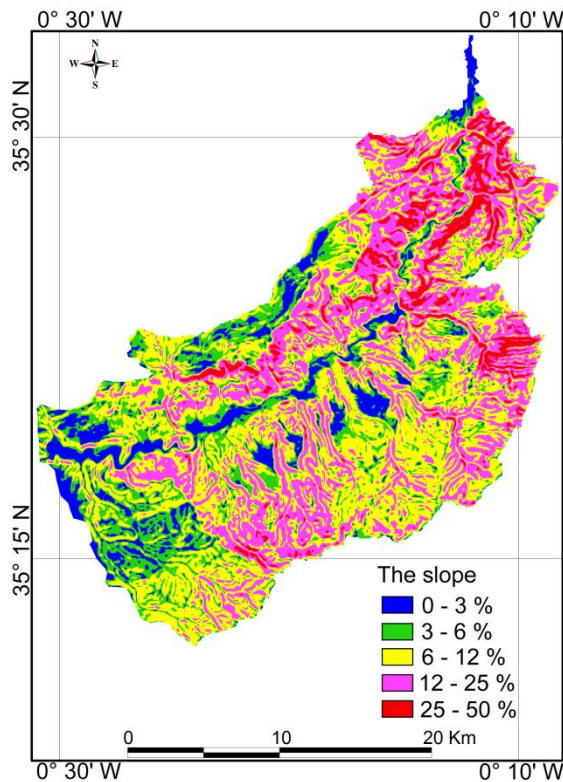 0° 30' W 0° 10' W
N
W E
S
35° 30' N
35° 15' N
The slope
0 - 3 %
3 - 6 %
6 - 12 %
12 - 25 %
25 - 50 %
0 10 20 Km
0° 30' W 0° 10' W